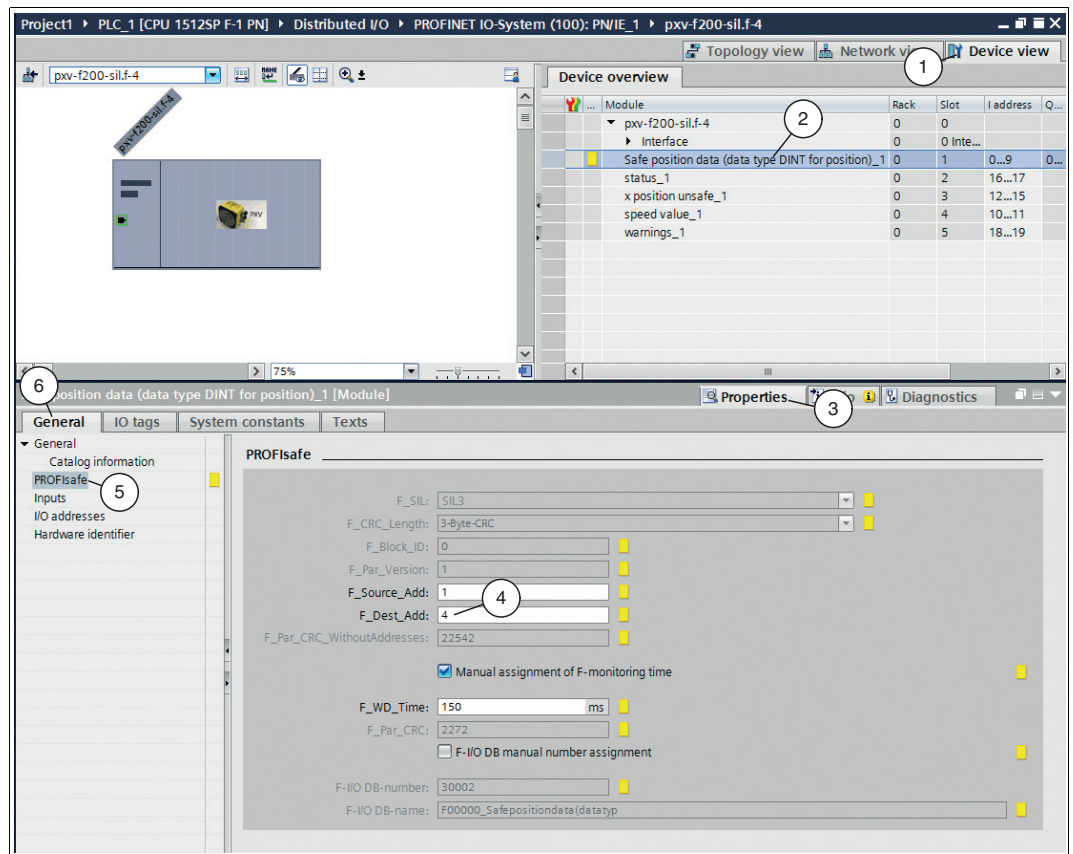 Project1 ▸ PLC_1 [CPU 1512SP F-1 PN] ▸ Distributed I/O ▸ PROFINET IO-System (100): PN/IE_1 ▸ pxv-f200-sil.f-4
Topology view Network view Device view
1
pxv-f200-sil.f-4
Device overview
... Module Rack Slot I address Q...
pxv-f200-sil.f-4 0 0
Interface 0 0 Inte...
Safe position data (data type DINT for position)_1 0 1 0...9 0...
status_1 0 2 16...17
x position unsafe_1 0 3 12...15
speed value_1 0 4 10...11
warnings_1 0 5 18...19
2
pxv-f200-sil.f-4
PXV
75%
6
position data (data type DINT for position)_1 [Module]
Properties Diagnostics
3
General IO tags System constants Texts
General
Catalog information
PROFIsafe
5
Inputs
I/O addresses
Hardware identifier
PROFIsafe
F_SIL: SIL3
F_CRC_Length: 3-Byte-CRC
F_Block_ID: 0
F_Par_Version: 1
F_Source_Add: 1
4
F_Dest_Add: 4
F_Par_CRC_WithoutAddresses: 22542
Manual assignment of F-monitoring time
F_WD_Time: 150 ms
F_Par_CRC: 2272
F-I/O DB manual number assignment
F-I/O DB-number: 30002
F-I/O DB-name: F00000_Safepositiondata(datatyp